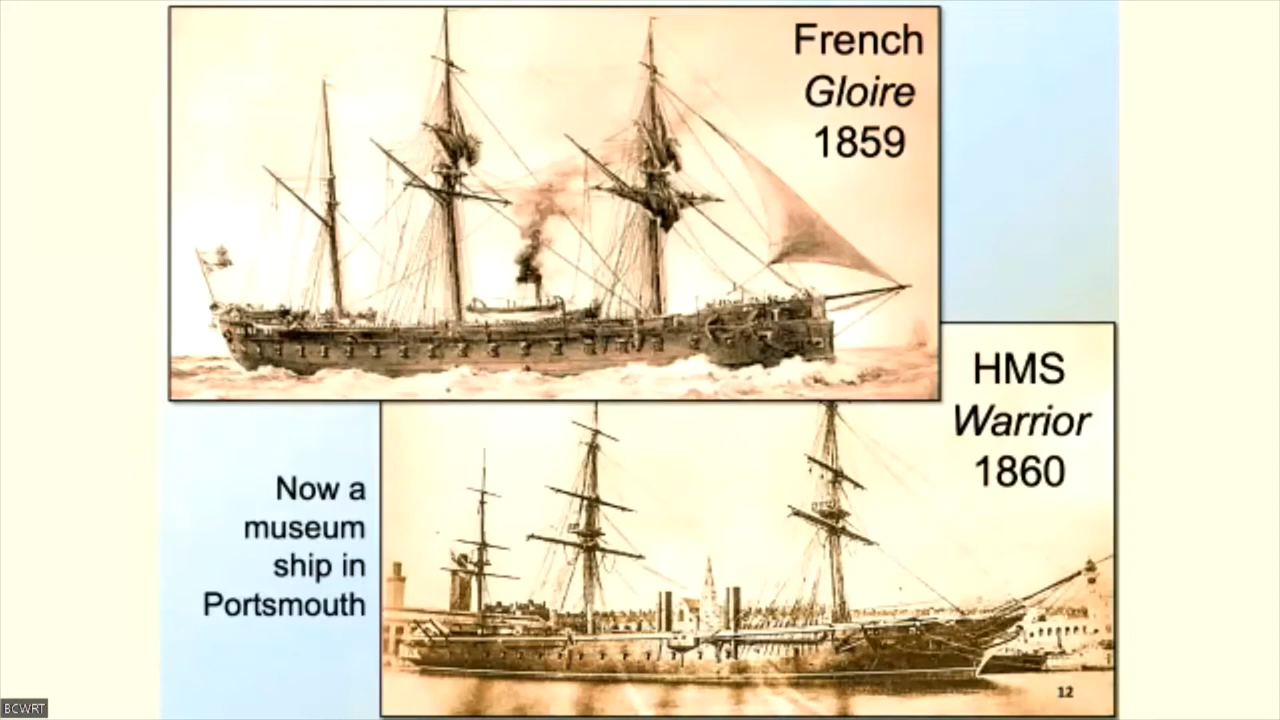 French
Gloire
1859
HMS
Warrior
1860
Now a
museum
ship in
Portsmouth
12
BCWRT